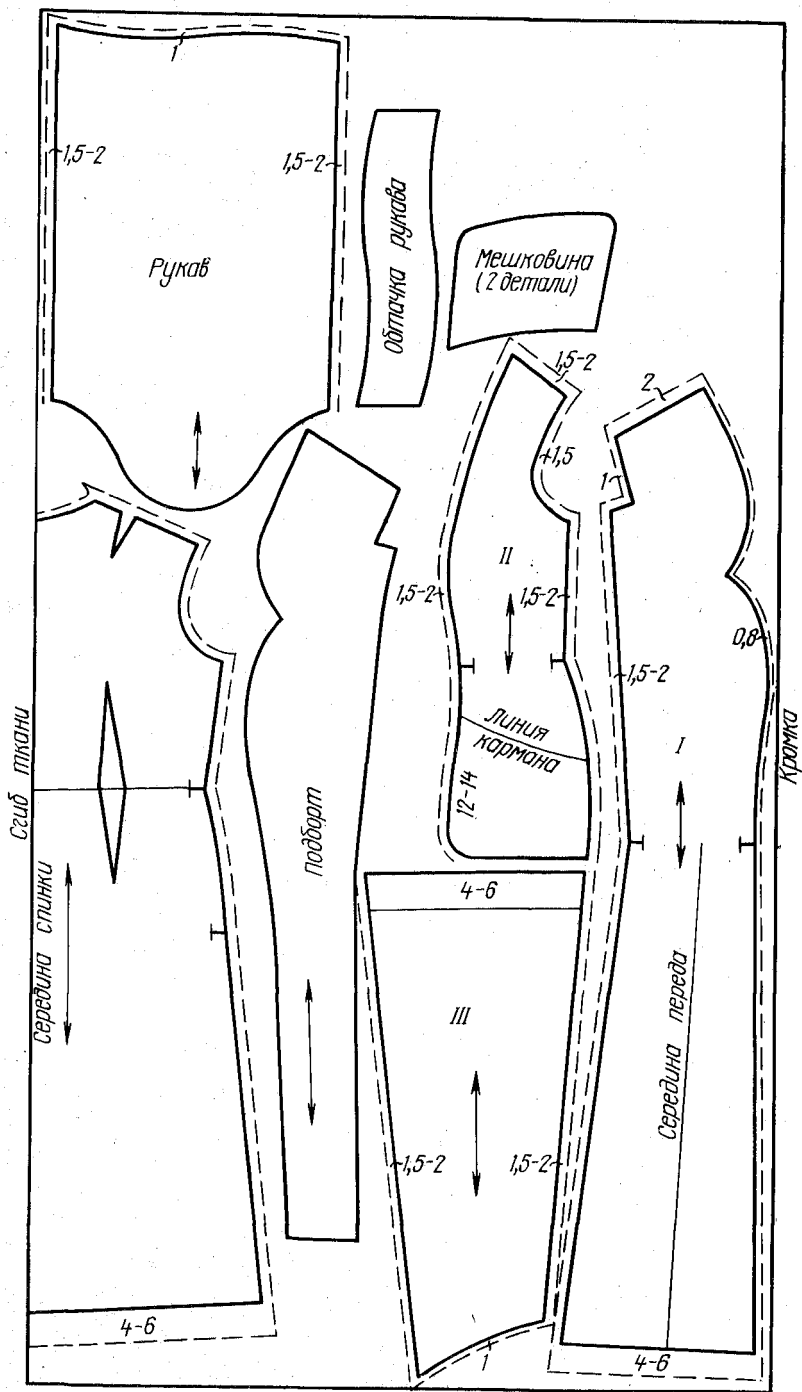 1
1,5-2
1,5-2
Рукав
Обтачка рукава
Мешковина
(2 детали)
1,5-2
2
1,5
1
II
1,5-2
1,5-2
0,8
1,5-2
Линия
кармана
I
Кромка
Сгиб ткани
12-14
Подборт
4-6
Середина спинки
III
Середина переда
1,5-2
1,5-2
4-6
1
4-6